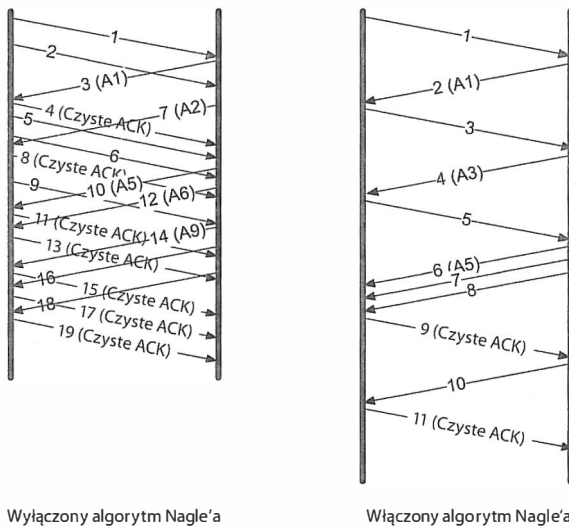 1
2
3 (A1)
4 (Czyste ACK)
7 (A2)
5
6
8 (Czyste ACK)
10 (A5)
9
12 (A6)
11 (Czyste ACK)
14 (A9)
13 (Czyste ACK)
16
15 (Czyste ACK)
18
17 (Czyste ACK)
19 (Czyste ACK)
Wyłączony algorytm Nagle'a
1
2 (A1)
3
4 (A3)
5
6 (A5)
7
8
9 (Czyste ACK)
10
11 (Czyste ACK)
Włączony algorytm Nagle'a